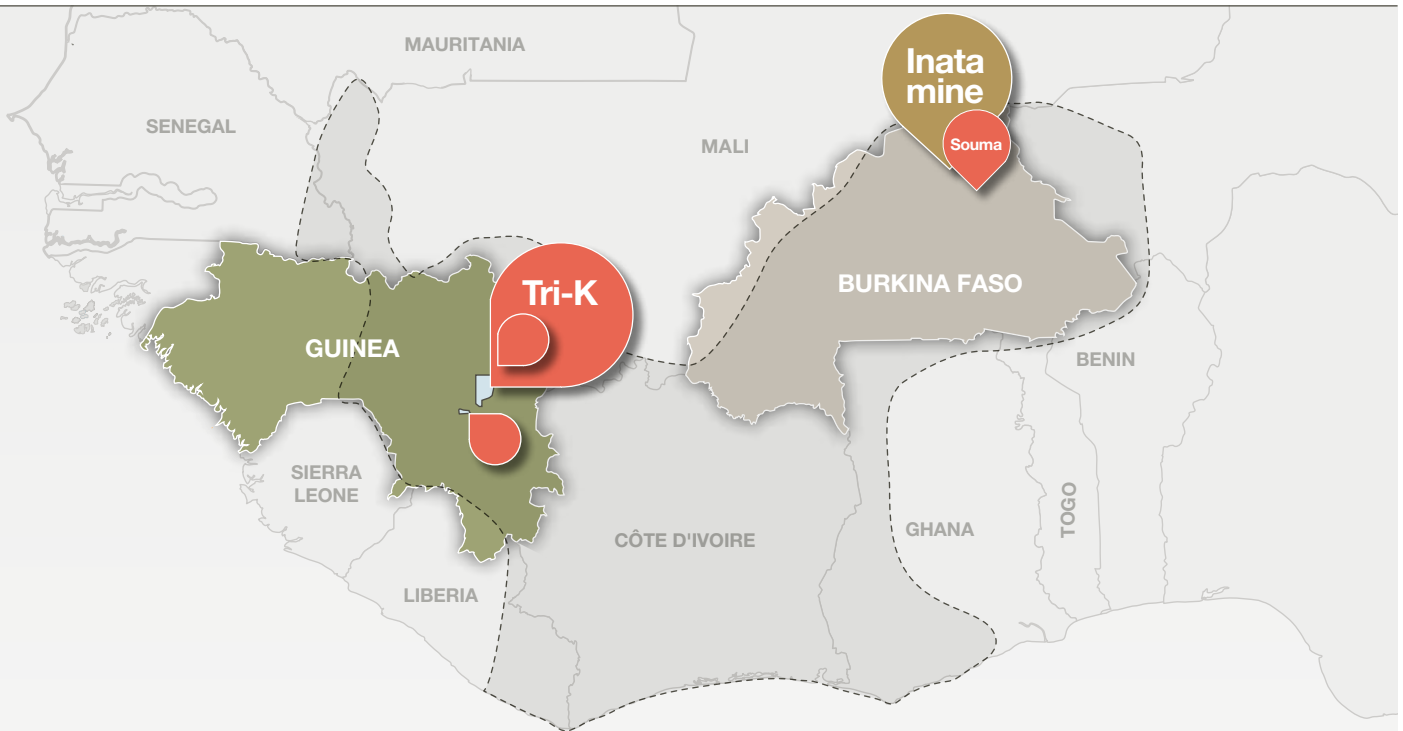 MAURITANIA
Inata
mine
SENEGAL
MALI
Souma
Tri-K
BURKINA FASO
GUINEA
BENIN
SIERRA
LEONE
TOGO
GHANA
CÔTE D'IVOIRE
LIBERIA